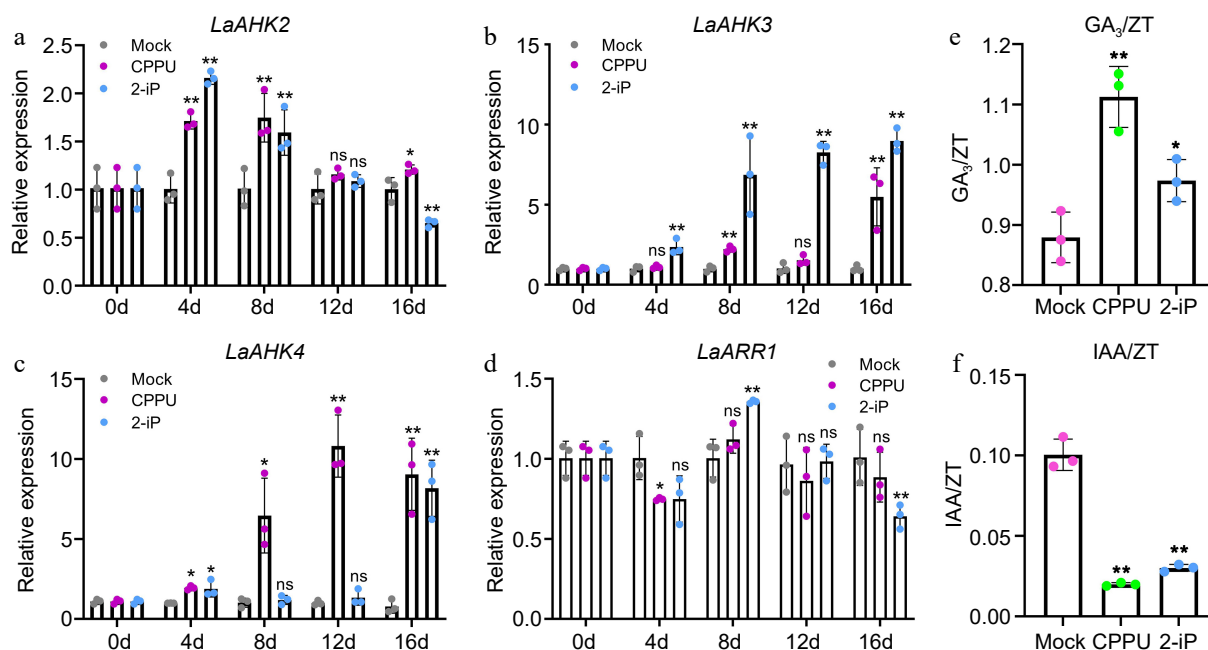 a
LaAHK2
Relative expression
2.5
2.0
1.5
1.0
0.5
0.0
Mock
CPPU
2-iP
** ** ** ** ns ns * **
0d 4d 8d 12d 16d
b
LaAHK3
Relative expression
15
10
5
0
Mock
CPPU
2-iP
ns ** ** ** ns ** ** **
0d 4d 8d 12d 16d
e
GA₃/ZT
GA₃/ZT
1.2
1.1
1.0
0.9
0.8
** *
Mock CPPU 2-iP
c
LaAHK4
Relative expression
15
10
5
0
Mock
CPPU
2-iP
* * * ns ** ns ** **
0d 4d 8d 12d 16d
d
LaARR1
Relative expression
1.5
1.0
0.5
0.0
Mock
CPPU
2-iP
* ns ns ** ns ns ns **
0d 4d 8d 12d 16d
f
IAA/ZT
IAA/ZT
0.15
0.10
0.05
0.00
** **
Mock CPPU 2-iP